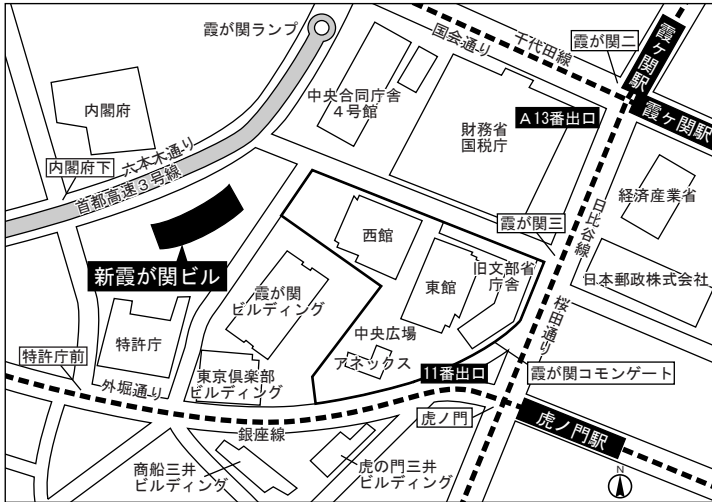 霞が関ランプ
国会通り
千代田線
霞が関二
霞ケ関駅
霞ケ関駅
内閣府
中央合同庁舎
４号館
財務省
国税庁
Ａ13番出口
内閣府下
六本木通り
首都高速３号線
経済産業省
霞が関三
日比谷線
西館
旧文部省
庁舎
東館
新霞が関ビル
霞が関
ビルディング
日本郵政株式会社
桜田通り
中央広場
アネックス
特許庁
特許庁前
外堀通り
東京倶楽部
ビルディング
11番出口
霞が関コモンゲート
虎ノ門
虎ノ門駅
銀座線
商船三井
ビルディング
虎の門三井
ビルディング
N